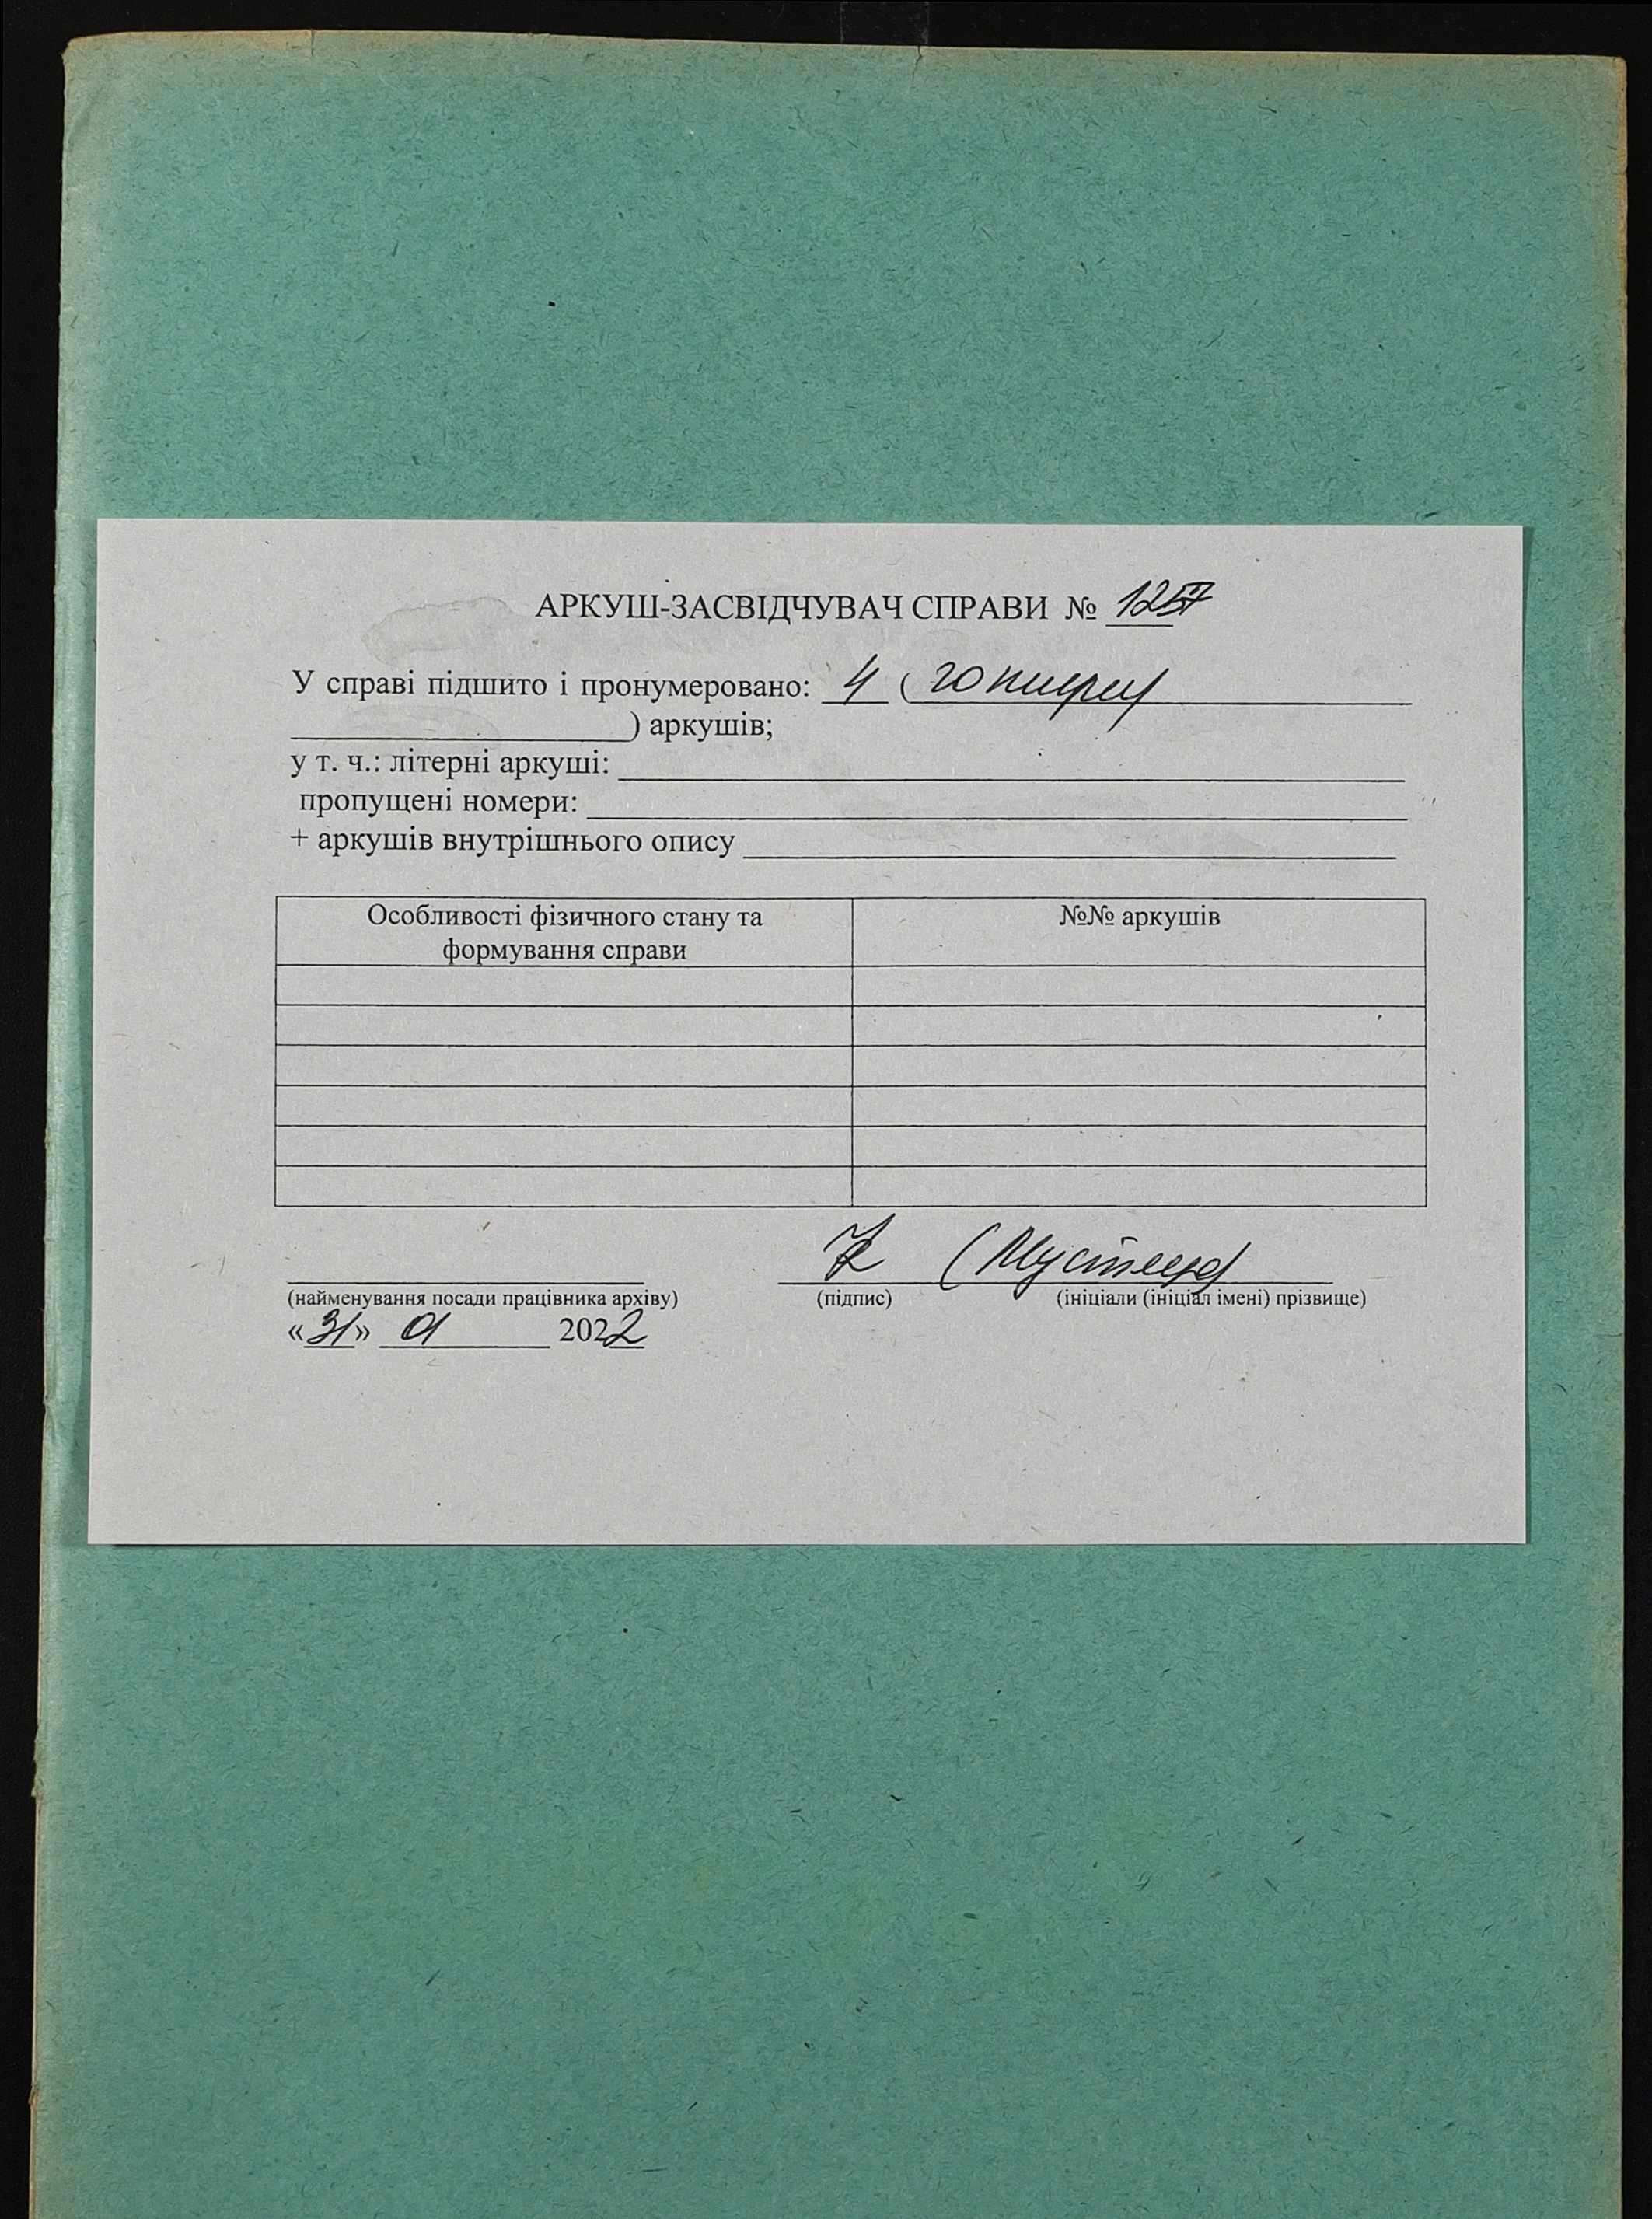 АРКУШ-ЗАСВІДЧУВАЧ СПРАВИ № 1257
У справі підшито і пронумеровано: 4 ( чотири
) аркушів;
у т. ч.: літерні аркуші:
пропущені номери:
+ аркушів внутрішнього опису
Особливості фізичного стану та
формування справи
№№ аркушів
(найменування посади працівника архіву) (підпис) (ініціали (ініціал імені) прізвище)
«31» 01 2022